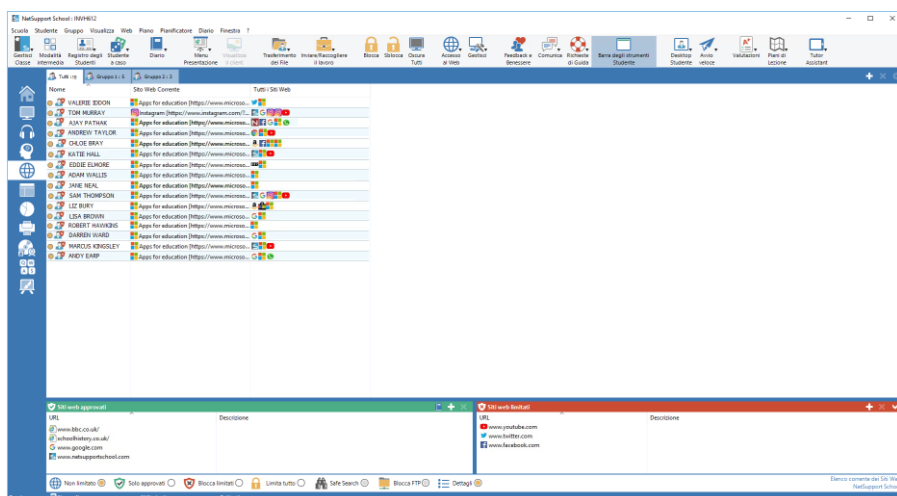 NetSupport School : INVH612
Scuola Studente Gruppo Visualizza Web Piano Pianificatore Diario Finestra ?
Gestisci Classe
Modalità Intermedia
Registro degli Studenti
Studente a caso
Diario
Menu Presentazione
Visualizza il client
Trasferimento dei File
Inviare/Raccogliere il lavoro
Blocca
Sblocca
Oscura Tutti
Accesso al Web
Gestisci
Feedback e Benessere
Comunica
Richieste di Guida
Barra degli strumenti Studente
Desktop Studente
Avvio veloce
Valutazioni
Piani di Lezione
Tutor Assistant
Tutti : 16 Gruppo 1 : 5 Gruppo 2 : 3
Nome Sito Web Corrente Tutti i Siti Web
VALERIE IDDON Apps for education [https://www.microso...
TOM MURRAY Instagram [https://www.instagram.com/?...
AJAY PATHAK Apps for education [https://www.microso...
ANDREW TAYLOR Apps for education [https://www.microso...
CHLOE BRAY Apps for education [https://www.microso...
KATIE HALL Apps for education [https://www.microso...
EDDIE ELMORE Apps for education [https://www.microso...
ADAM WALLIS Apps for education [https://www.microso...
JANE NEAL Apps for education [https://www.microso...
SAM THOMPSON Apps for education [https://www.microso...
LIZ BURY Apps for education [https://www.microso...
LISA BROWN Apps for education [https://www.microso...
ROBERT HAWKINS Apps for education [https://www.microso...
DARREN WARD Apps for education [https://www.microso...
MARCUS KINGSLEY Apps for education [https://www.microso...
ANDY EARP Apps for education [https://www.microso...
Siti web approvati
URL Descrizione
www.bbc.co.uk/
schoolhistory.co.uk/
www.google.com
www.netsupportschool.com
Siti web limitati
URL Descrizione
www.youtube.com
www.twitter.com
www.facebook.com
Non limitato Solo approvati Blocca limitati Limita tutto Safe Search Blocca FTP Dettagli
Elenco corrente dei Siti We
NetSupport Schoo